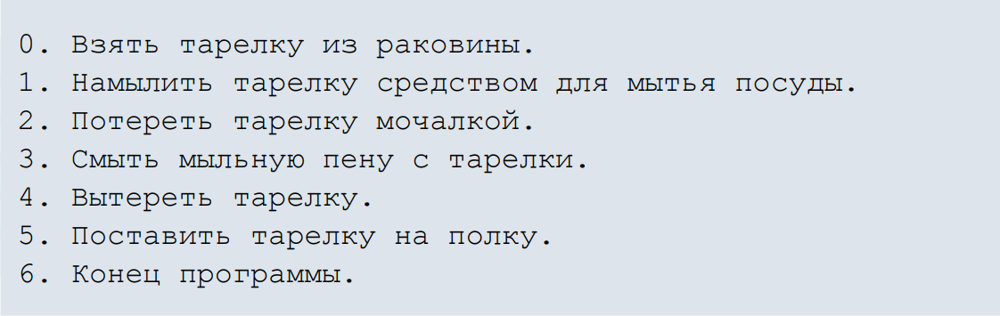 0. Взять тарелку из раковины.
1. Намылить тарелку средством для мытья посуды.
2. Потереть тарелку мочалкой.
3. Смыть мыльную пену с тарелки.
4. Вытереть тарелку.
5. Поставить тарелку на полку.
6. Конец программы.